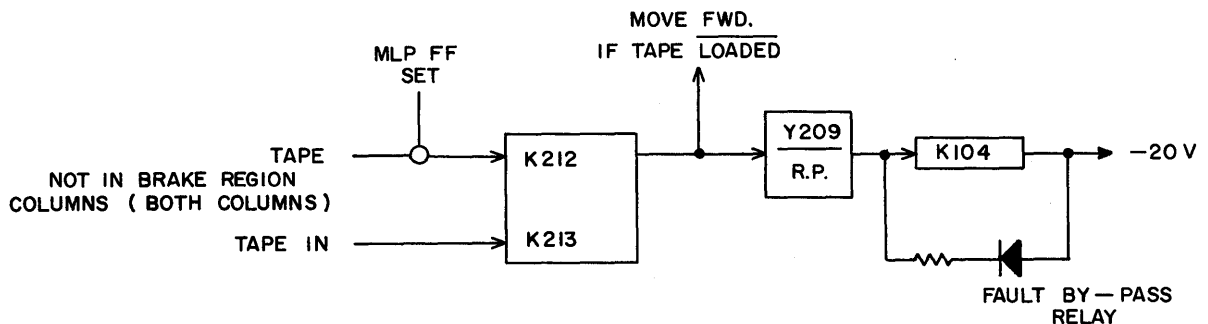 MOVE FWD.
IF TAPE LOADED
MLP FF
SET
TAPE
NOT IN BRAKE REGION
COLUMNS ( BOTH COLUMNS )
TAPE IN
K212
K213
Y209
R.P.
K104
-20 V
FAULT BY-PASS
RELAY